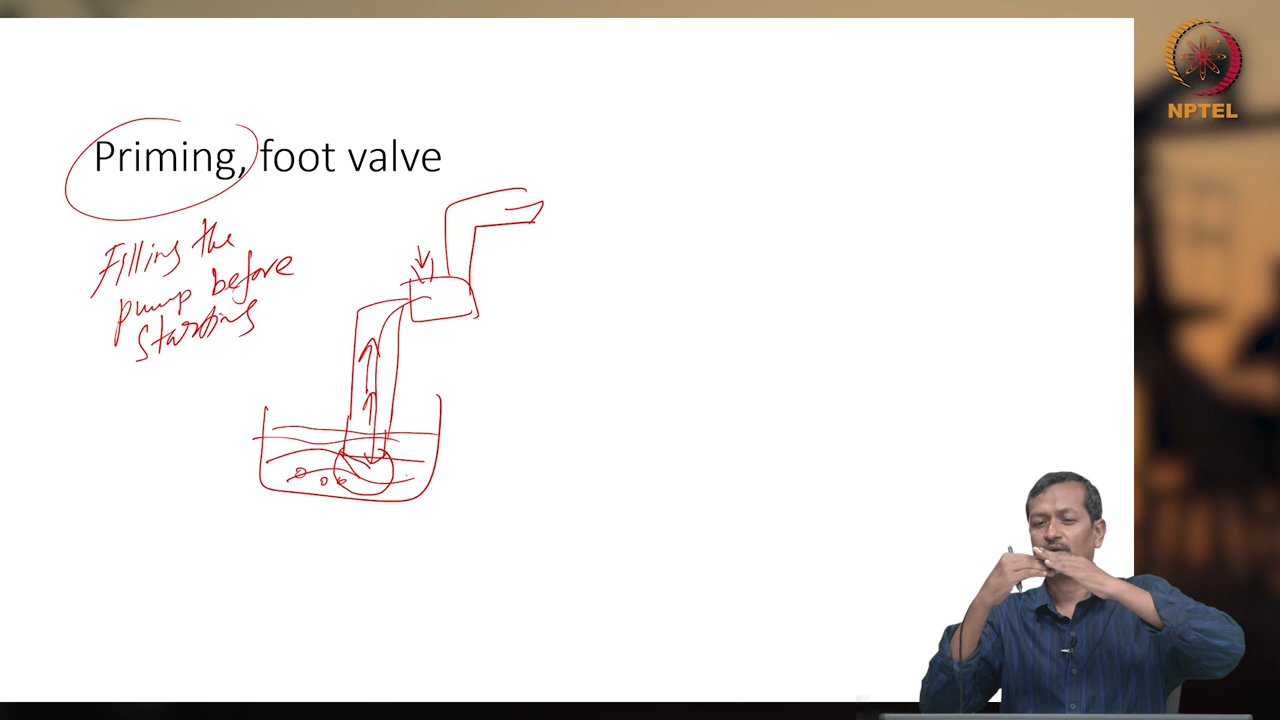 Priming, foot valve
Filling the
pump before
starting
NPTEL